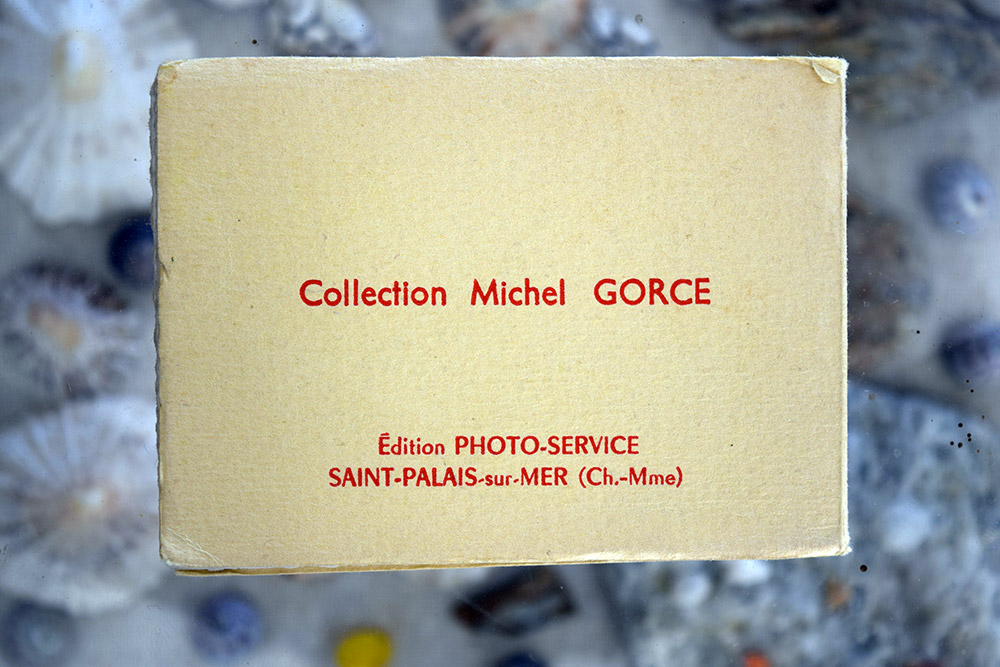 Collection Michel GORCE
Édition PHOTO-SERVICE
SAINT-PALAIS-sur-MER (Ch.-Mme)